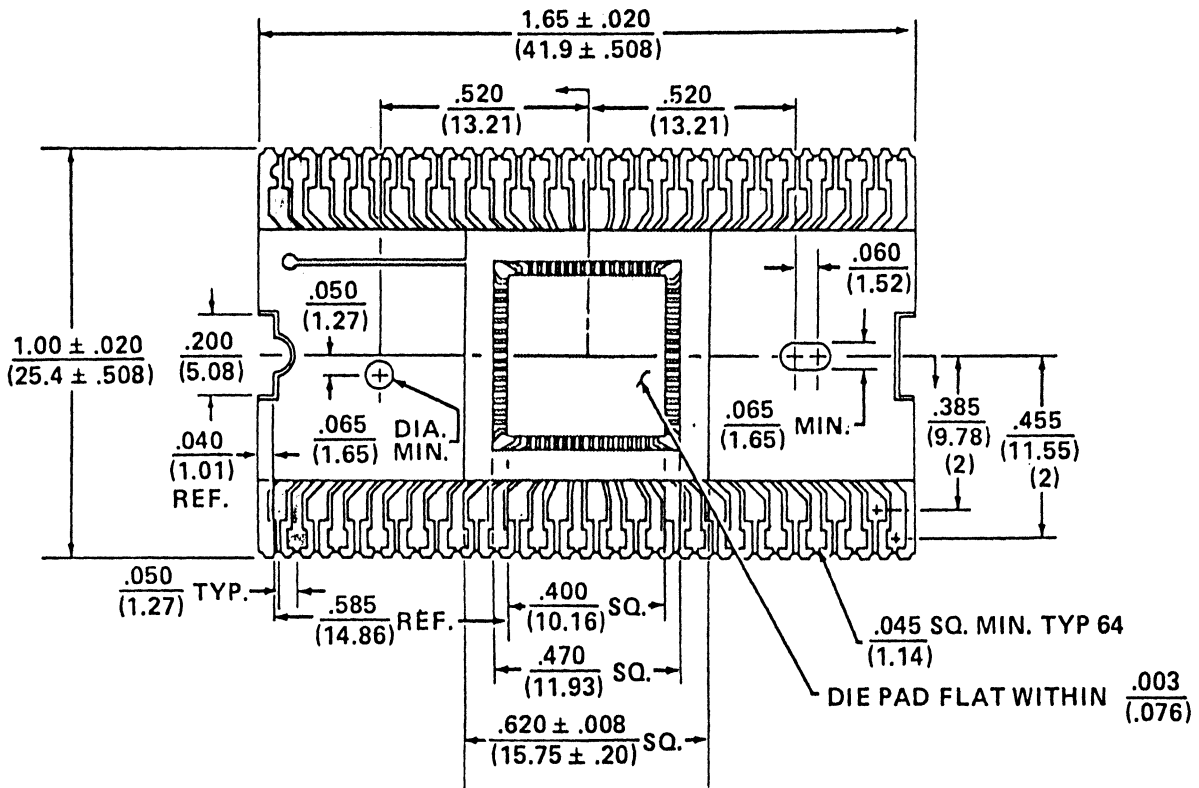 1.65 ± .020
(41.9 ± .508)
.520
(13.21)
.520
(13.21)
.060
(1.52)
.050
(1.27)
1.00 ± .020
(25.4 ± .508)
.200
(5.08)
.040
(1.01)
REF.
.065
(1.65)
DIA.
MIN.
.065
(1.65)
MIN.
.385
(9.78)
(2)
.455
(11.55)
(2)
.050
(1.27)
TYP.
.585
(14.86)
REF.
.400
(10.16)
SQ.
.045
(1.14)
SQ. MIN. TYP 64
.470
(11.93)
SQ.
DIE PAD FLAT WITHIN
.003
(.076)
.620 ± .008
(15.75 ± .20)
SQ.